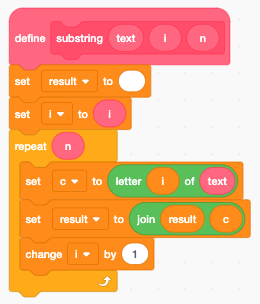 define substring text i n
set result to
set i to i
repeat n
set c to letter i of text
set result to join result c
change i by 1